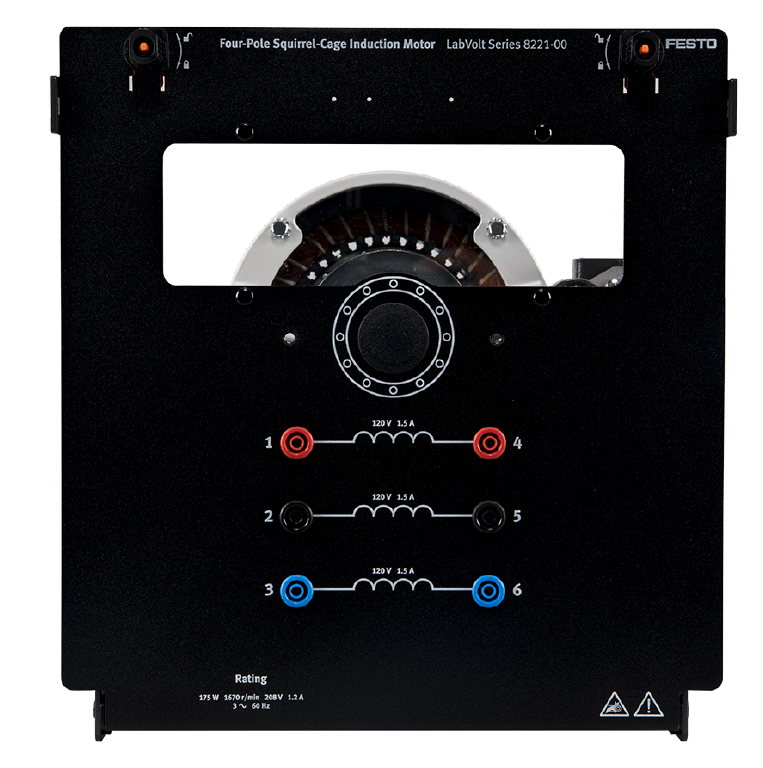 Four-Pole Squirrel-Cage Induction Motor LabVolt Series 8221-00
FESTO
120 V 1.5 A
1 4
120 V 1.5 A
2 5
120 V 1.5 A
3 6
Rating
175 W 1670 r/min 208 V 1.2 A
3 ~ 60 Hz